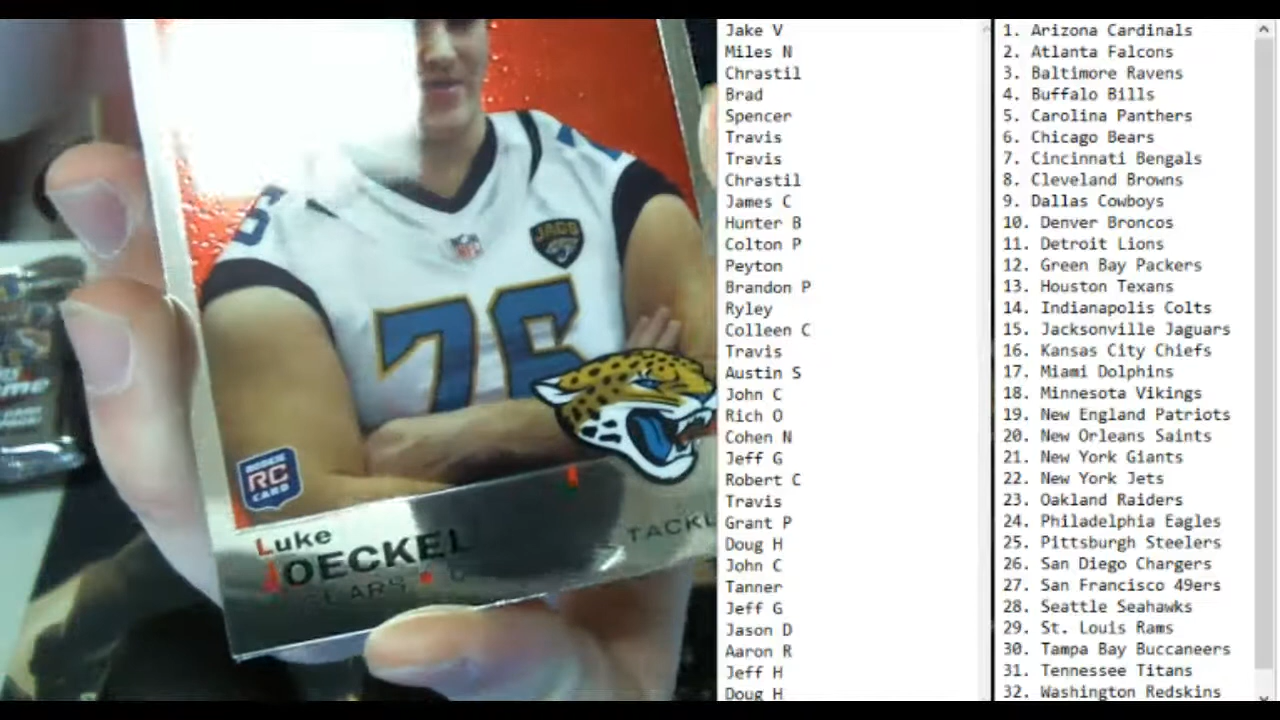 76
JAGS
NFL
76
ROOKIE
RC
CARD
Luke
JOECKEL
TACKL
Jake V
Miles N
Chrastil
Brad
Spencer
Travis
Travis
Chrastil
James C
Hunter B
Colton P
Peyton
Brandon P
Ryley
Colleen C
Travis
Austin S
John C
Rich O
Cohen N
Jeff G
Robert C
Travis
Grant P
Doug H
John C
Tanner
Jeff G
Jason D
Aaron R
Jeff H
Doug H
1. Arizona Cardinals
2. Atlanta Falcons
3. Baltimore Ravens
4. Buffalo Bills
5. Carolina Panthers
6. Chicago Bears
7. Cincinnati Bengals
8. Cleveland Browns
9. Dallas Cowboys
10. Denver Broncos
11. Detroit Lions
12. Green Bay Packers
13. Houston Texans
14. Indianapolis Colts
15. Jacksonville Jaguars
16. Kansas City Chiefs
17. Miami Dolphins
18. Minnesota Vikings
19. New England Patriots
20. New Orleans Saints
21. New York Giants
22. New York Jets
23. Oakland Raiders
24. Philadelphia Eagles
25. Pittsburgh Steelers
26. San Diego Chargers
27. San Francisco 49ers
28. Seattle Seahawks
29. St. Louis Rams
30. Tampa Bay Buccaneers
31. Tennessee Titans
32. Washington Redskins